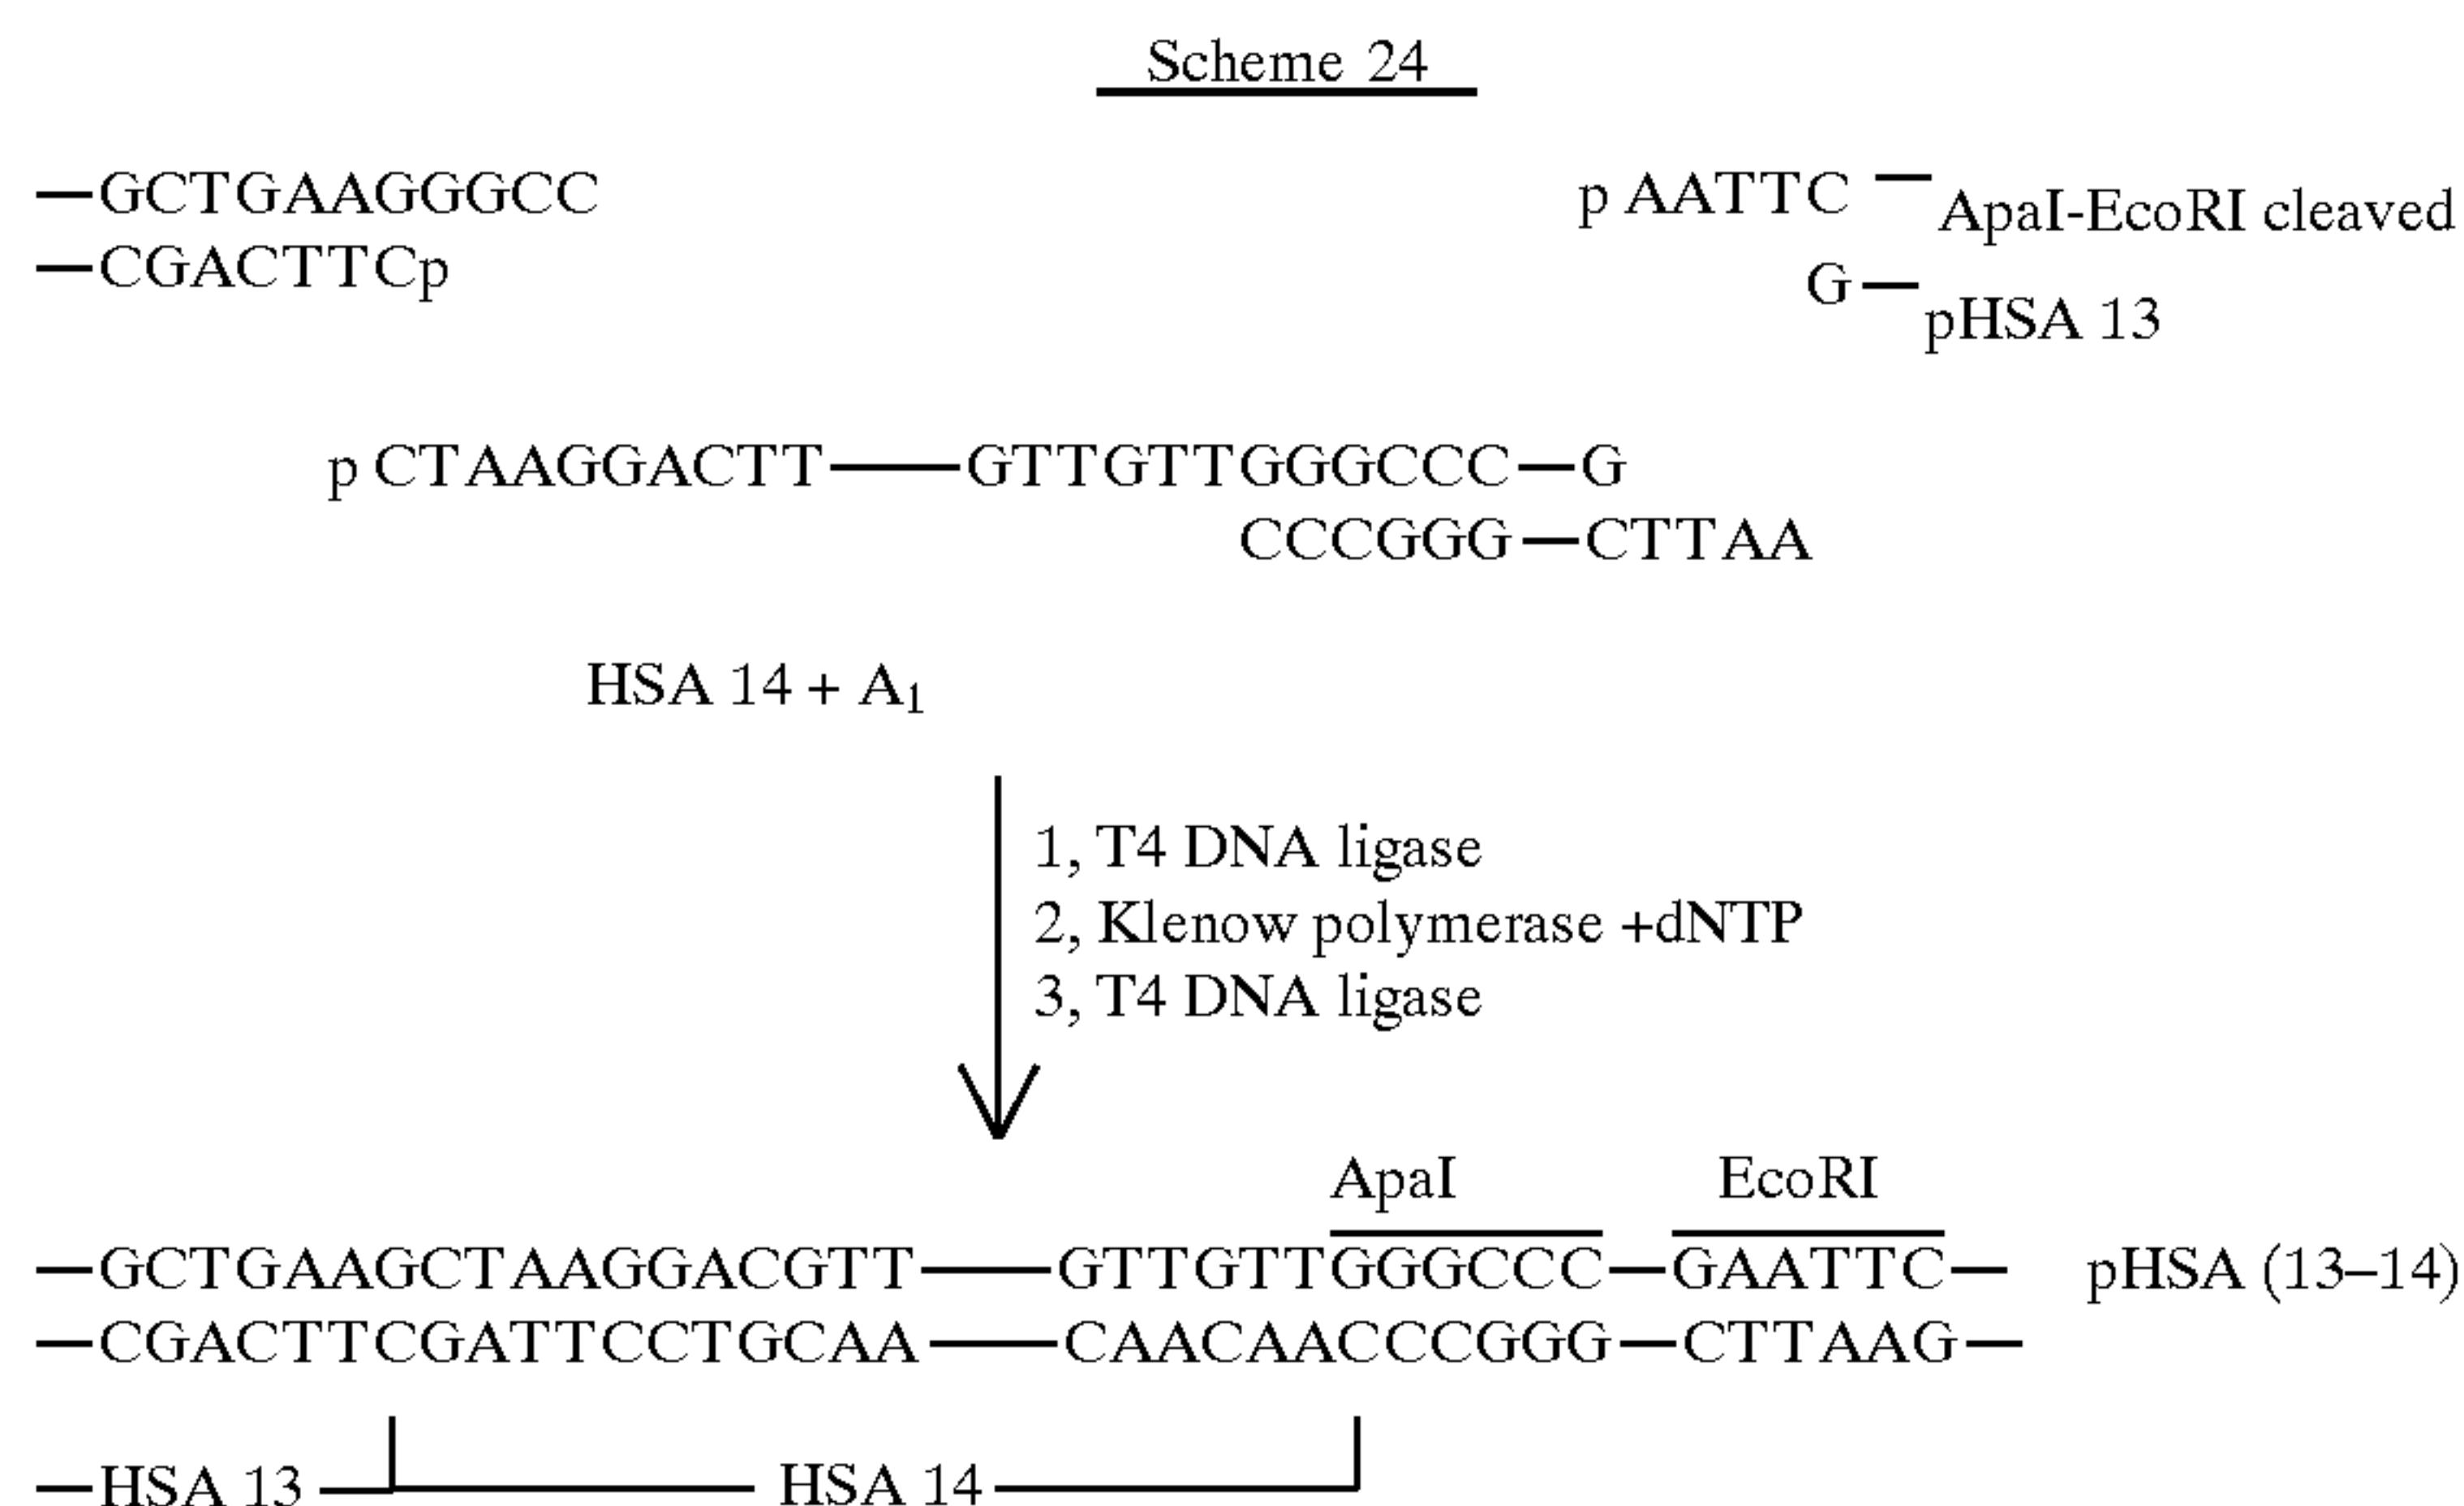 Scheme 24
—GCTGAAGGGCC
—CGACTTCp
p AATTC — ApaI-EcoRI cleaved
G— pHSA 13
p CTAAGGACTT——GTTGTTGGGCCC—G
CCCGGG—CTTAA
HSA 14 + A₁
1, T4 DNA ligase
2, Klenow polymerase +dNTP
3, T4 DNA ligase
ApaI EcoRI
—GCTGAAGCTAAGGACGTT——GTTGTTGGGCCC—GAATTC— pHSA (13–14)
—CGACTTCGATTCCTGCAA——CAACAACCCGGG—CTTAAG—
—HSA 13 — HSA 14 —